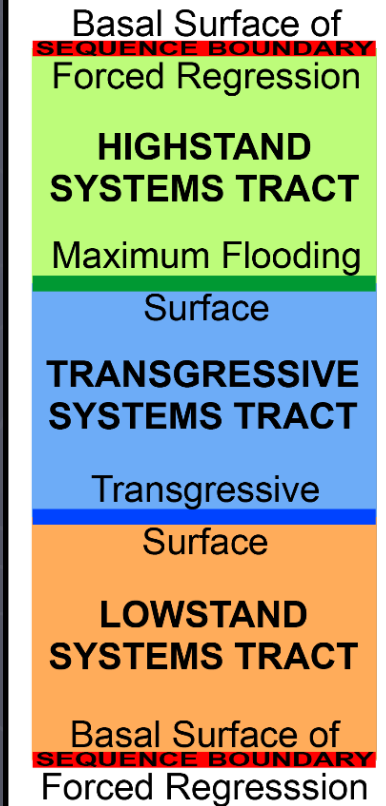 Basal Surface of
SEQUENCE BOUNDARY
Forced Regression
HIGHSTAND
SYSTEMS TRACT
Maximum Flooding
Surface
TRANSGRESSIVE
SYSTEMS TRACT
Transgressive
Surface
LOWSTAND
SYSTEMS TRACT
Basal Surface of
SEQUENCE BOUNDARY
Forced Regresssion